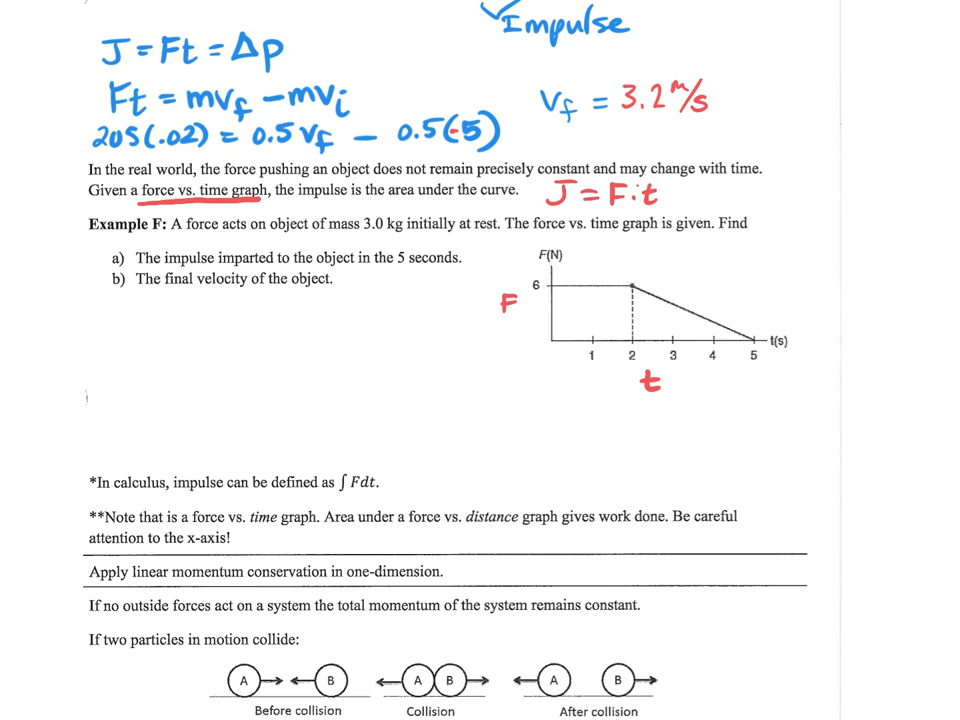 Impulse
J = Ft = Δp
Ft = mvf - mvi
205(.02) = 0.5 Vf - 0.5(-5)
Vf = 3.2 m/s
In the real world, the force pushing an object does not remain precisely constant and may change with time.
Given a force vs. time graph, the impulse is the area under the curve.
J = F·t
Example F: A force acts on object of mass 3.0 kg initially at rest. The force vs. time graph is given. Find
a) The impulse imparted to the object in the 5 seconds.
b) The final velocity of the object.
F(N)
6
F
t(s)
1 2 3 4 5
t
*In calculus, impulse can be defined as ∫ Fdt.
**Note that is a force vs. time graph. Area under a force vs. distance graph gives work done. Be careful
attention to the x-axis!
Apply linear momentum conservation in one-dimension.
If no outside forces act on a system the total momentum of the system remains constant.
If two particles in motion collide:
A B A B A B
Before collision Collision After collision